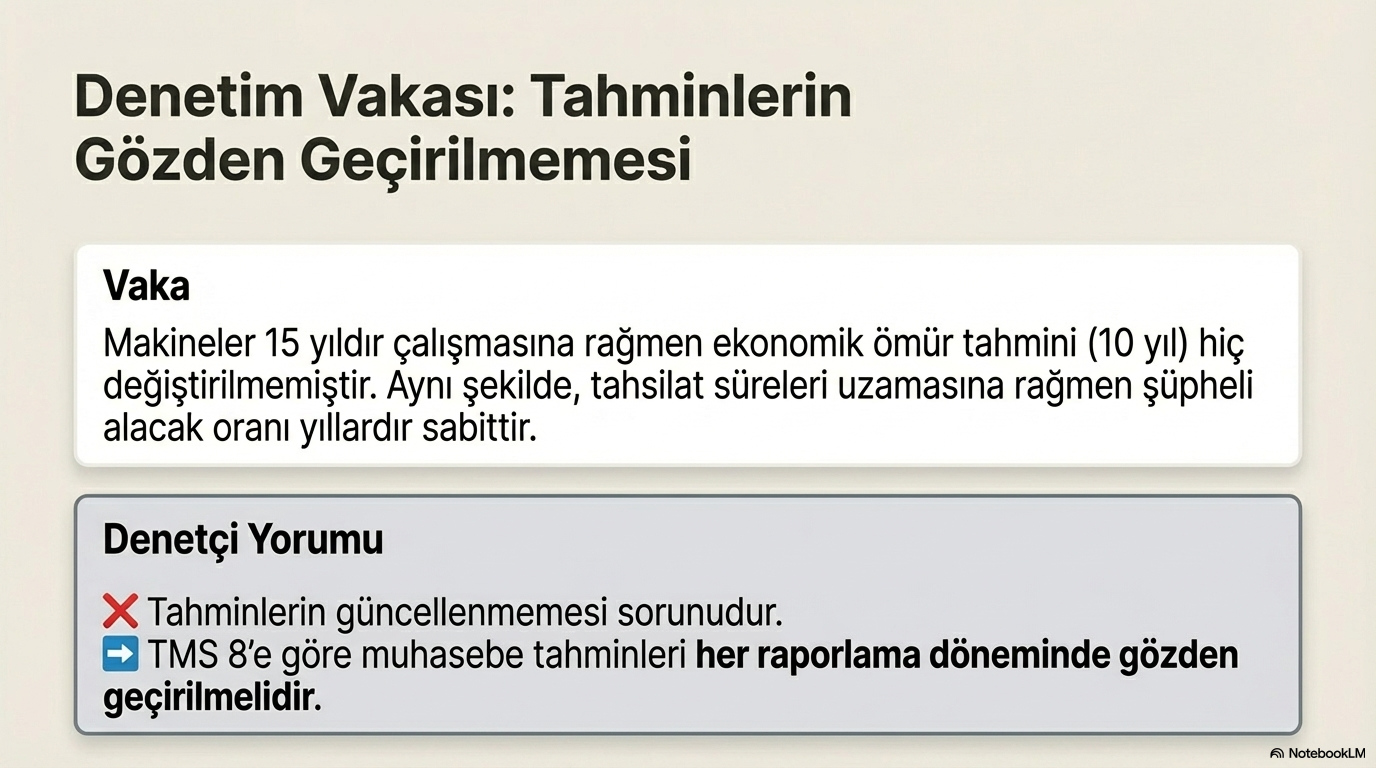 Denetim Vakası: Tahminlerin
Gözden Geçirilmemesi
Vaka
Makineler 15 yıldır çalışmasına rağmen ekonomik ömür tahmini (10 yıl) hiç
değiştirilmemiştir. Aynı şekilde, tahsilat süreleri uzamasına rağmen şüpheli
alacak oranı yıllardır sabittir.
Denetçi Yorumu
❌ Tahminlerin güncellenmemesi sorunudur.
➡️ TMS 8’e göre muhasebe tahminleri her raporlama döneminde gözden
geçirilmelidir.
NotebookLM